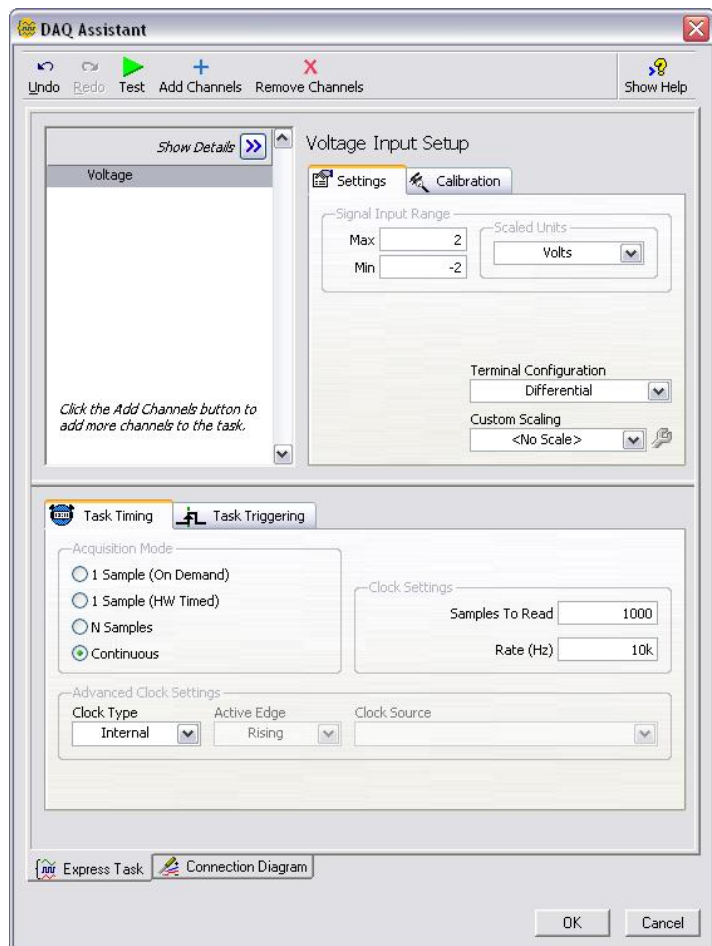 DAQ Assistant
Undo Redo Test Add Channels Remove Channels Show Help
Show Details
Voltage
Click the Add Channels button to
add more channels to the task.
Voltage Input Setup
Settings Calibration
Signal Input Range
Max 2
Min -2
Scaled Units
Volts
Terminal Configuration
Differential
Custom Scaling
<No Scale>
Task Timing Task Triggering
Acquisition Mode
1 Sample (On Demand)
1 Sample (HW Timed)
N Samples
Continuous
Clock Settings
Samples To Read 1000
Rate (Hz) 10k
Advanced Clock Settings
Clock Type Active Edge Clock Source
Internal Rising
Express Task Connection Diagram
OK Cancel